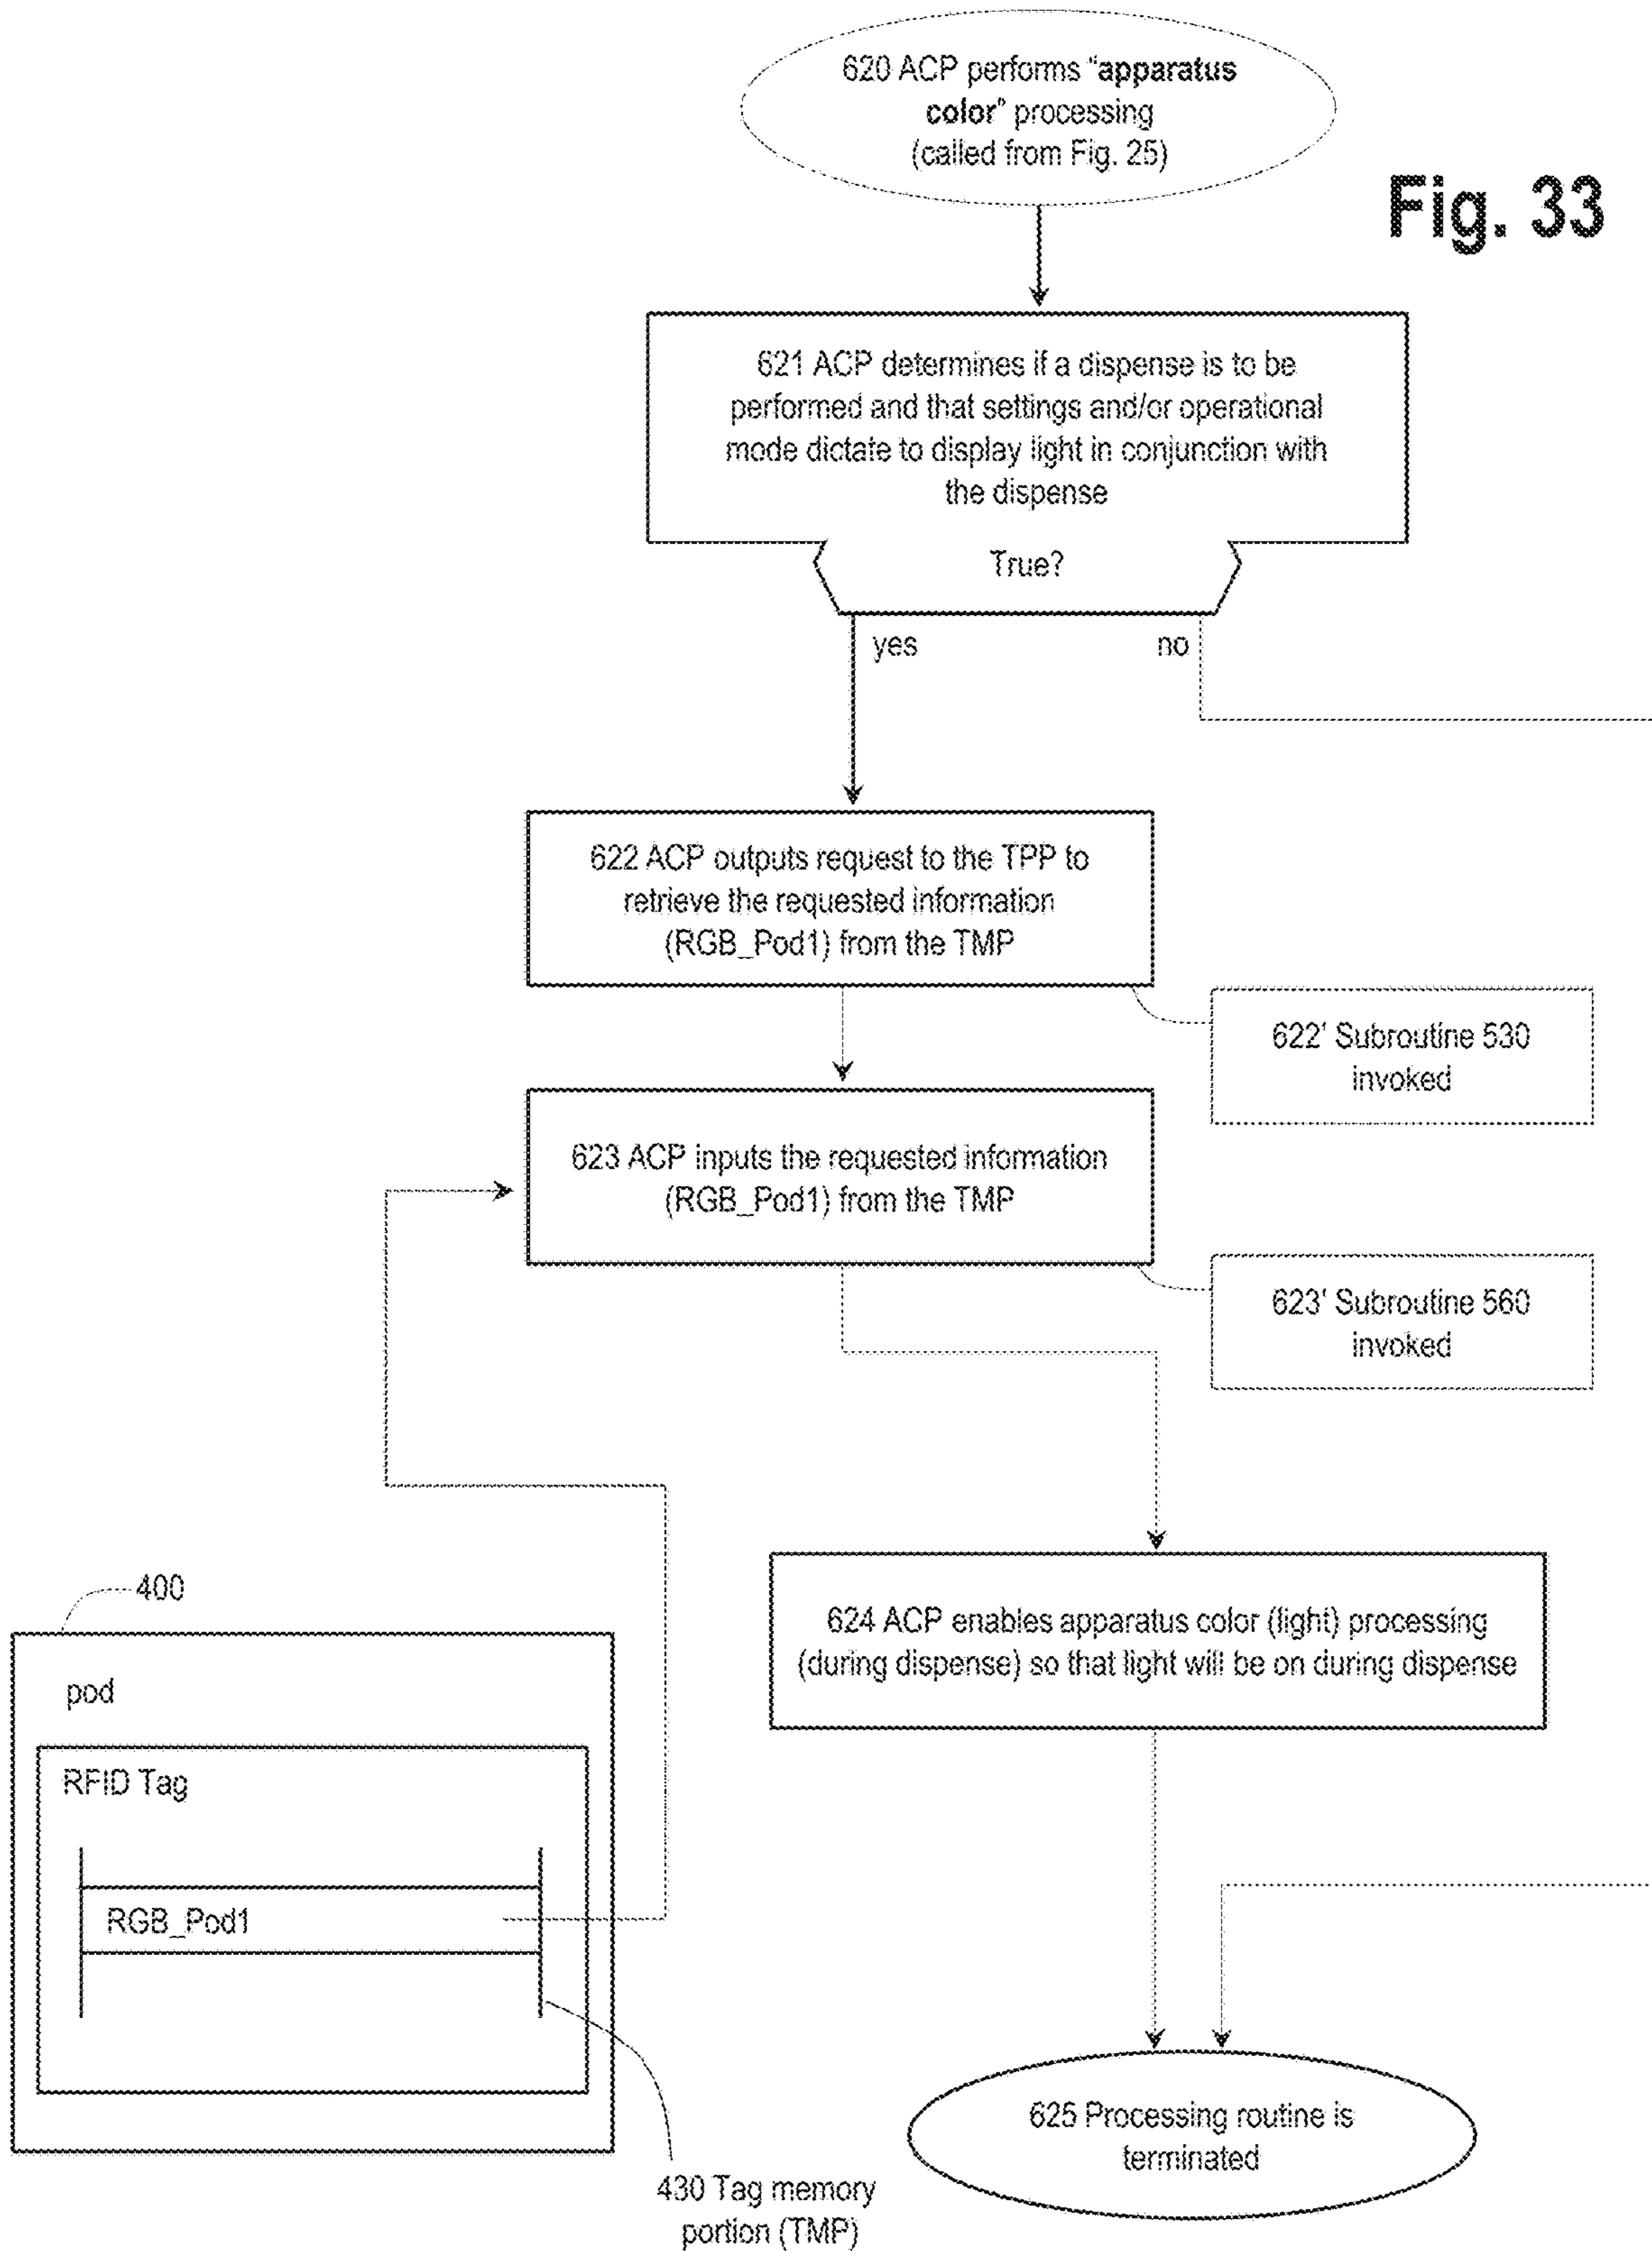 620 ACP performs "apparatus
color" processing
(called from Fig. 25)
Fig. 33
621 ACP determines if a dispense is to be
performed and that settings and/or operational
mode dictate to display light in conjunction with
the dispense
True?
yes
no
622 ACP outputs request to the TPP to
retrieve the requested information
(RGB_Pod1) from the TMP
622' Subroutine 530
invoked
623 ACP inputs the requested information
(RGB_Pod1) from the TMP
623' Subroutine 560
invoked
624 ACP enables apparatus color (light) processing
(during dispense) so that light will be on during dispense
400
pod
RFID Tag
RGB_Pod1
430 Tag memory
portion (TMP)
625 Processing routine is
terminated